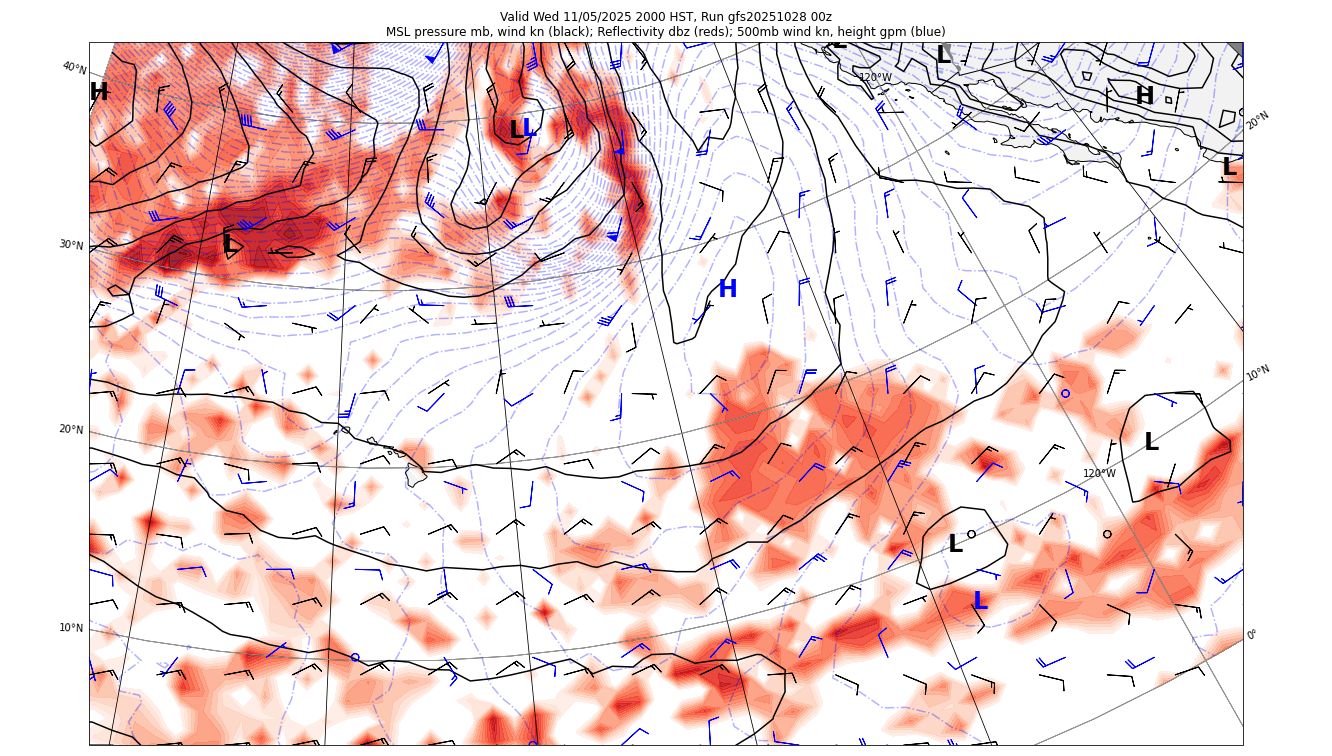 Valid Wed 11/05/2025 2000 HST, Run gfs20251028 00z
MSL pressure mb, wind kn (black); Reflectivity dbz (reds); 500mb wind kn, height gpm (blue)
L
L
40°N
120°W
H
H
20°N
L L
L
30°N
L
H
10°N
20°N
L
120°W
L
L
10°N
0°